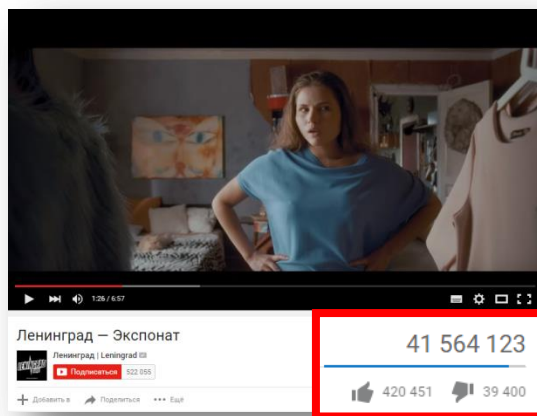 1:26 / 6:57
Ленинград — Экспонат
41 564 123
ЛЕНИНГРАД
Ленинград | Leningrad
Подписаться 522 055
420 451 39 400
Добавить в Поделиться Ещё